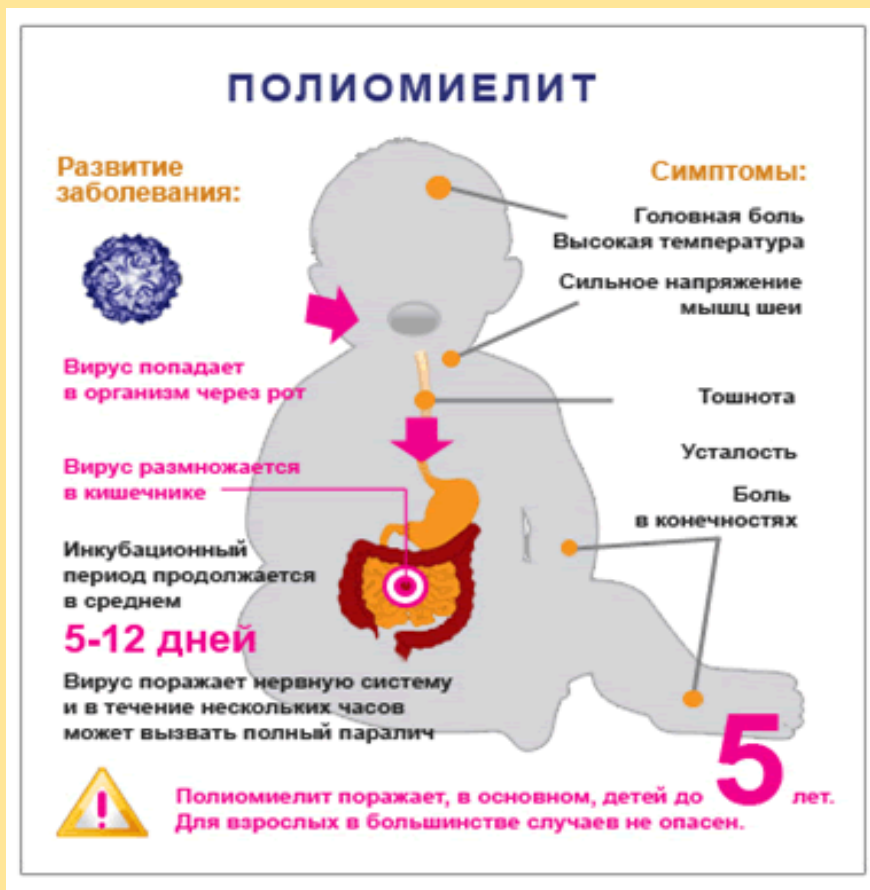 ПОЛИОМИЕЛИТ
Развитие
заболевания:
Вирус попадает
в организм через рот
Вирус размножается
в кишечнике
Инкубационный
период продолжается
в среднем
5-12 дней
Вирус поражает нервную систему
и в течение нескольких часов
может вызвать полный паралич
Симптомы:
Головная боль
Высокая температура
Сильное напряжение
мышц шеи
Тошнота
Усталость
Боль
в конечностях
Полиомиелит поражает, в основном, детей до 5 лет.
Для взрослых в большинстве случаев не опасен.